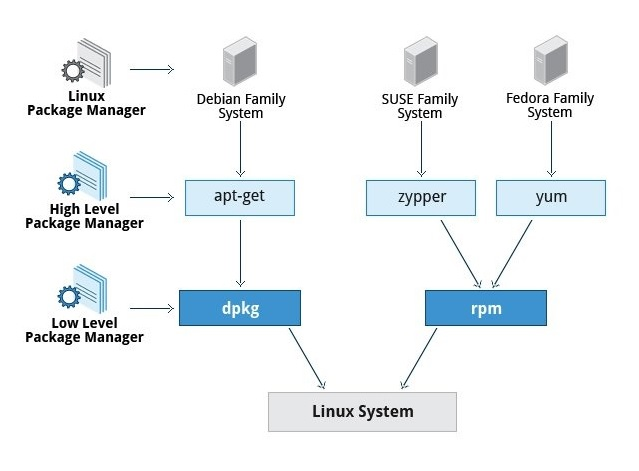 Linux
Package Manager
Debian Family
System
SUSE Family
System
Fedora Family
System
High Level
Package Manager
apt-get
zypper
yum
Low Level
Package Manager
dpkg
rpm
Linux System